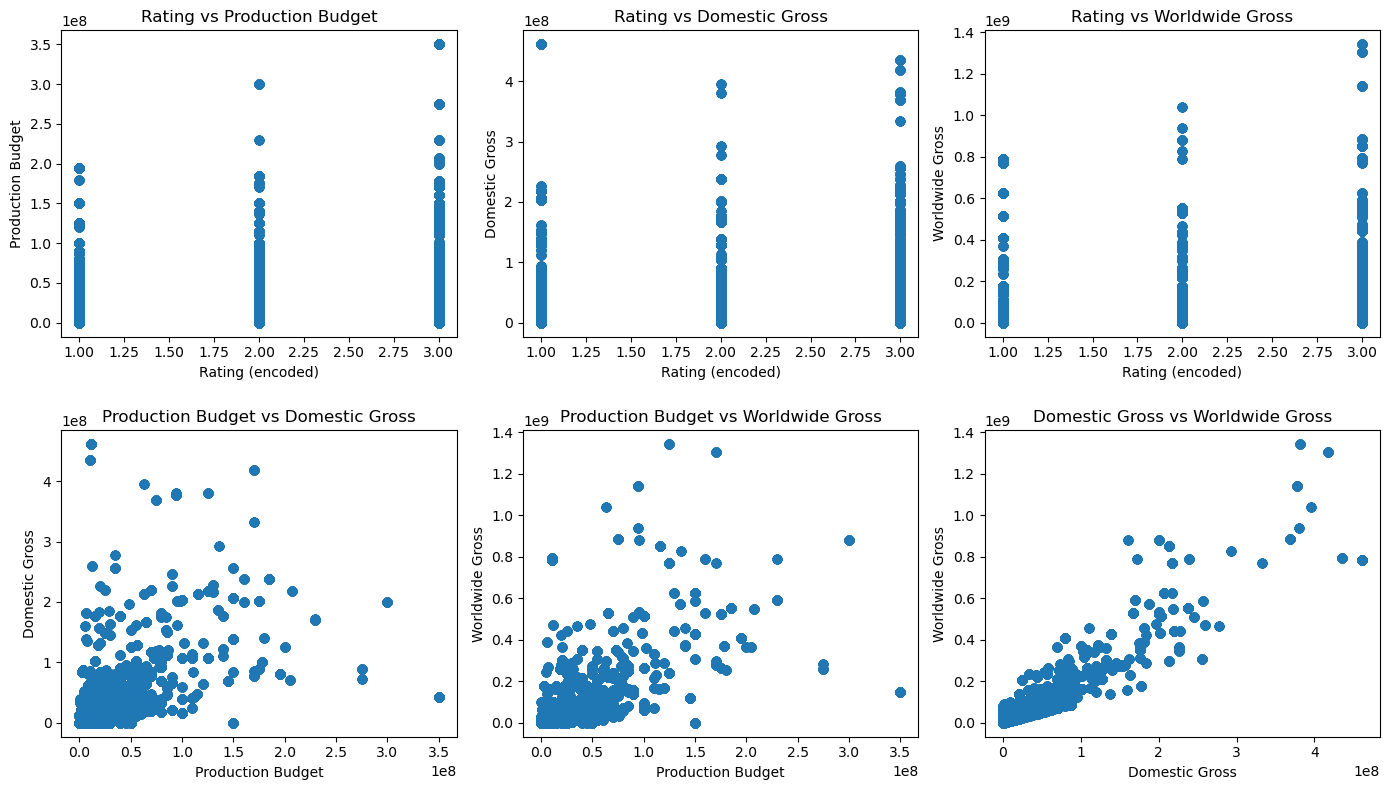 Rating vs Production Budget
1e8
Production Budget
3.5
3.0
2.5
2.0
1.5
1.0
0.5
0.0
1.00 1.25 1.50 1.75 2.00 2.25 2.50 2.75 3.00
Rating (encoded)
Rating vs Domestic Gross
1e8
Domestic Gross
4
3
2
1
0
1.00 1.25 1.50 1.75 2.00 2.25 2.50 2.75 3.00
Rating (encoded)
Rating vs Worldwide Gross
1e9
Worldwide Gross
1.4
1.2
1.0
0.8
0.6
0.4
0.2
0.0
1.00 1.25 1.50 1.75 2.00 2.25 2.50 2.75 3.00
Rating (encoded)
Production Budget vs Domestic Gross
1e8
Domestic Gross
4
3
2
1
0
0.0 0.5 1.0 1.5 2.0 2.5 3.0 3.5
Production Budget
1e8
Production Budget vs Worldwide Gross
1e9
Worldwide Gross
1.4
1.2
1.0
0.8
0.6
0.4
0.2
0.0
0.0 0.5 1.0 1.5 2.0 2.5 3.0 3.5
Production Budget
1e8
Domestic Gross vs Worldwide Gross
1e9
Worldwide Gross
1.4
1.2
1.0
0.8
0.6
0.4
0.2
0.0
0 1 2 3 4
Domestic Gross
1e8